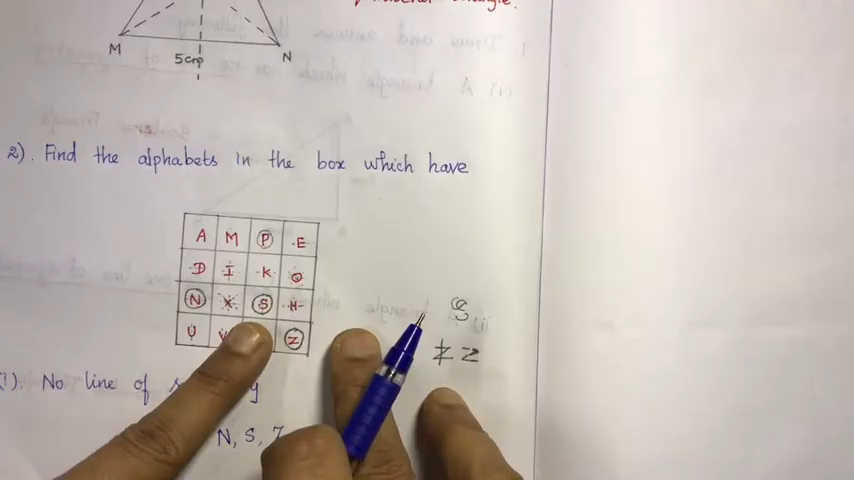 M
5cm
N
2). Find the alphabets in the box which have
A M P E
D I K O
N X S H
U Z
(i). No line of
y
N, S, Z
S
Z Z